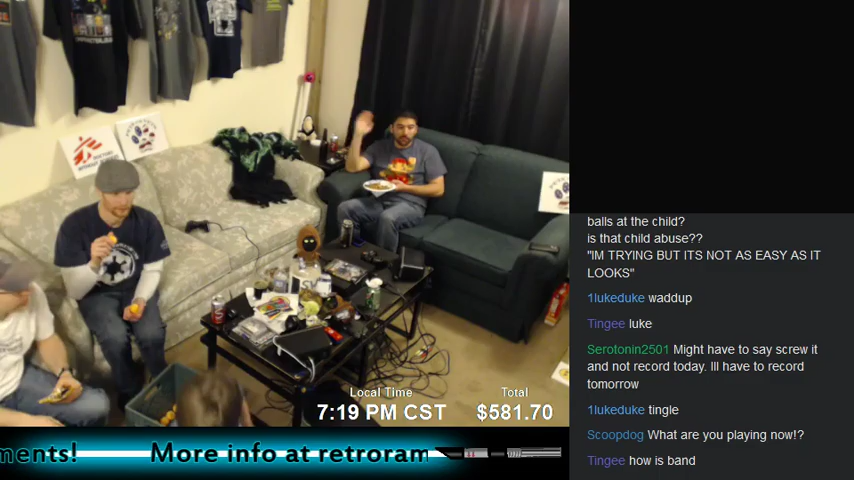 balls at the child?
is that child abuse??
"IM TRYING BUT ITS NOT AS EASY AS IT
LOOKS"
1lukeduke waddup
Tingee luke
Serotonin2501 Might have to say screw it
and not record today. Ill have to record
tomorrow
1lukeduke tingle
Scoopdog What are you playing now!?
Tingee how is band
Local Time
Total
7:19 PM CST
$581.70
ments! More info at retroram